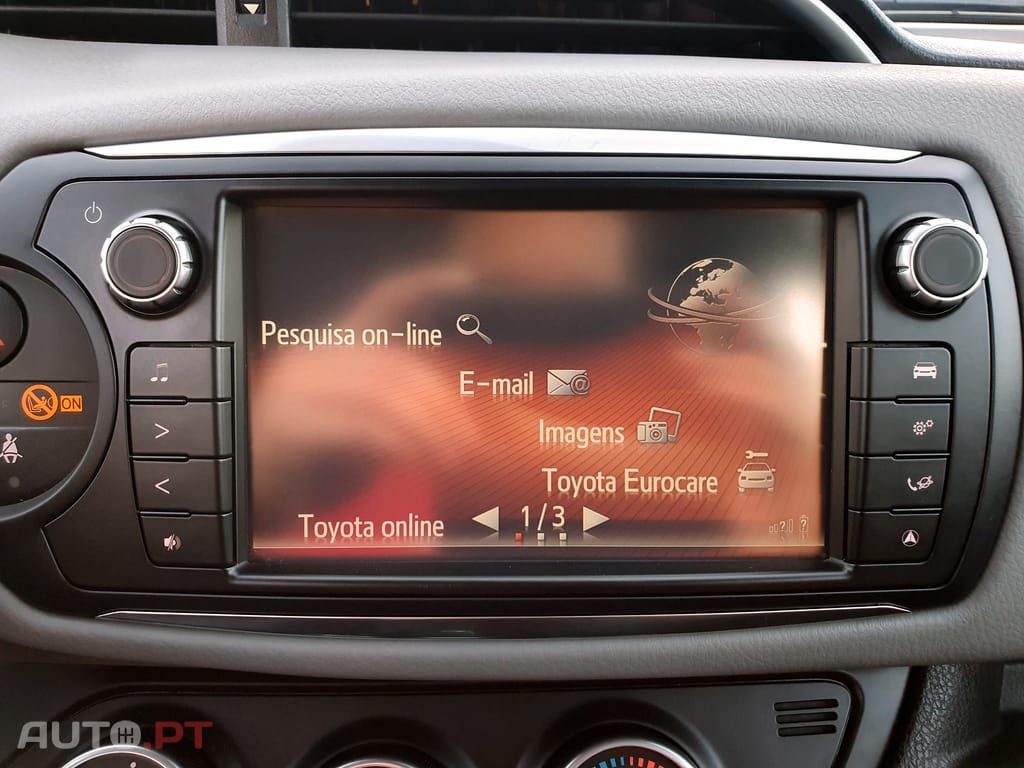 Pesquisa on-line
E-mail
ON
Imagens
Toyota Eurocare
Toyota online
1/3
AUTO.PT